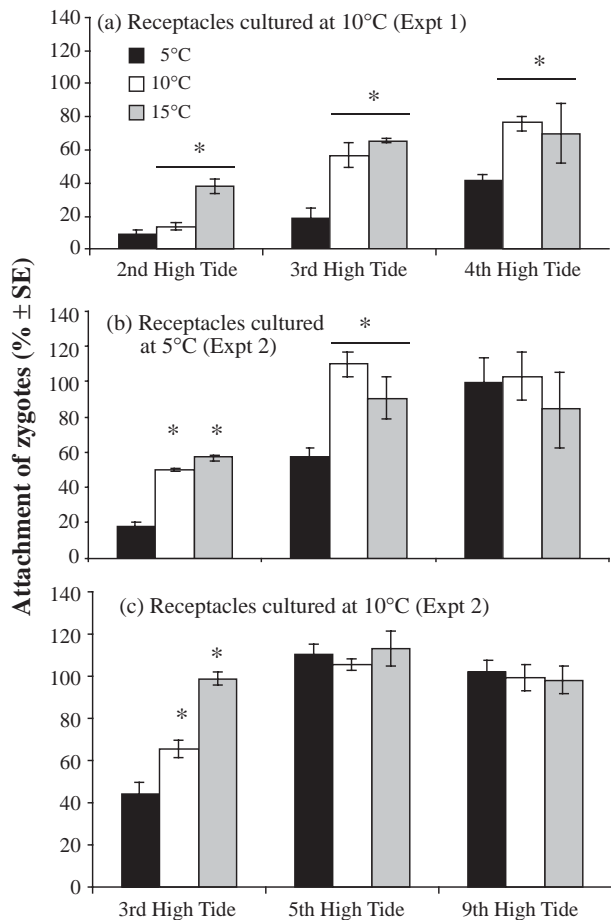 Attachment of zygotes (% ± SE)
(a) Receptacles cultured at 10°C (Expt 1)
140
120
100
80
60
40
20
0
5°C
10°C
15°C
*
*
*
2nd High Tide
3rd High Tide
4th High Tide
(b) Receptacles cultured
at 5°C (Expt 2)
140
120
100
80
60
40
20
0
*
*
*
(c) Receptacles cultured at 10°C (Expt 2)
140
120
100
80
60
40
20
0
*
*
3rd High Tide
5th High Tide
9th High Tide